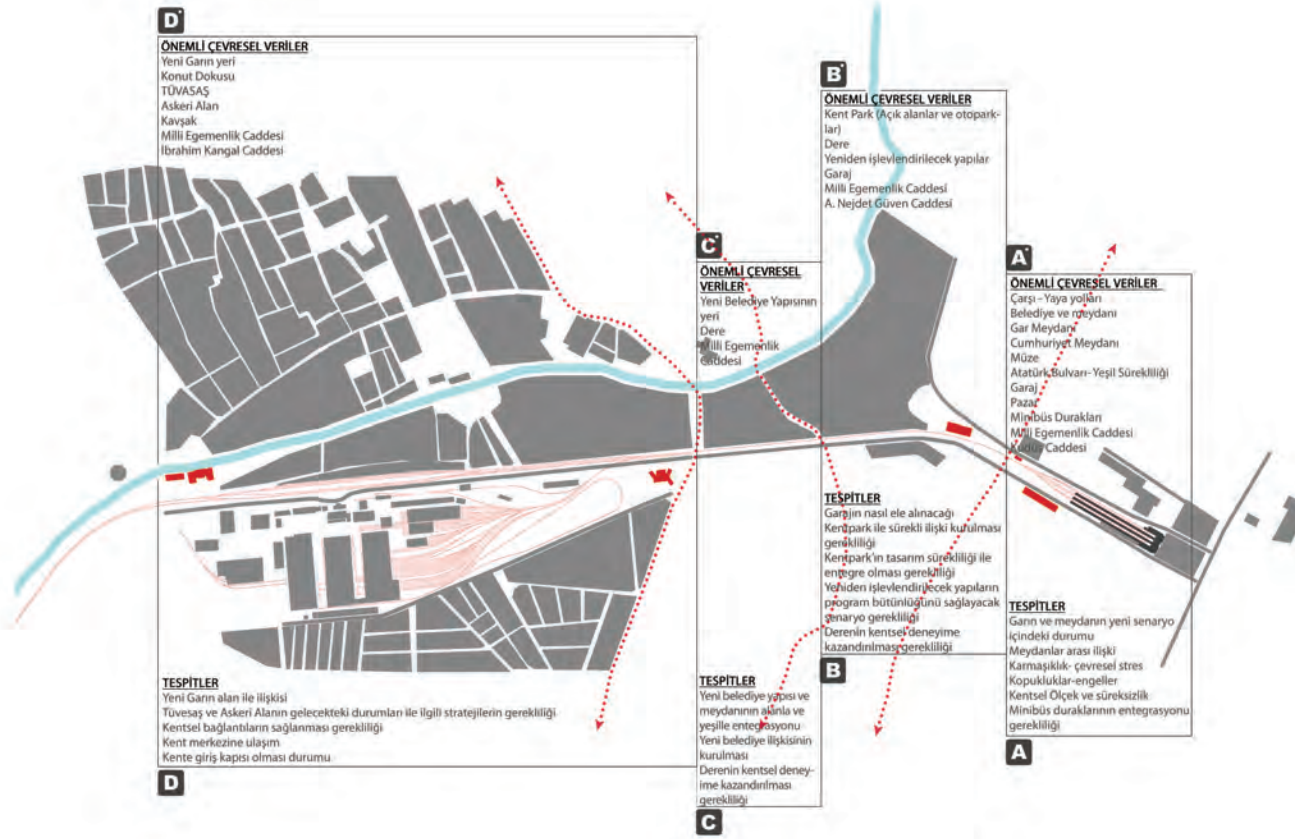 D'
ÖNEMLİ ÇEVRESEL VERİLER
Yeni Garın yeri
Konut Dokusu
TÜVASAŞ
Askeri Alan
Kavşak
Milli Egemenlik Caddesi
İbrahim Kangal Caddesi
TESPİTLER
Yeni Garın alan ile ilişkisi
Tüvesaş ve Askeri Alanın gelecekteki durumları ile ilgili stratejilerin gerekliliği
Kentsel bağlantıların sağlanması gerekliliği
Kent merkezine ulaşım
Kente giriş kapısı olması durumu
D
C'
ÖNEMLİ ÇEVRESEL
VERİLER
Yeni Belediye Yapısının
yeri
Dere
Milli Egemenlik
Caddesi
TESPİTLER
Yeni belediye yapısı ve
meydanının alanla ve
yeşille entegrasyonu
Yeni belediye ilişkisinin
kurulması
Derenin kentsel deney-
ime kazandırılması
gerekliliği
C
B'
ÖNEMLİ ÇEVRESEL VERİLER
Kent Park (Açık alanlar ve otopark-
lar)
Dere
Yeniden işlevlendirilecek yapılar
Garaj
Milli Egemenlik Caddesi
A. Nejdet Güven Caddesi
TESPİTLER
Garajın nasıl ele alınacağı
Kentpark ile sürekli ilişki kurulması
gerekliliği
Kentpark'ın tasarım sürekliliği ile
entegre olması gerekliliği
Yeniden işlevlendirilecek yapıların
program bütünlüğünü sağlayacak
senaryo gerekliliği
Derenin kentsel deneyime
kazandırılması gerekliliği
B
A'
ÖNEMLİ ÇEVRESEL VERİLER
Çarşı - Yaya yolları
Belediye ve meydanı
Gar Meydanı
Cumhuriyet Meydanı
Müze
Atatürk Bulvarı- Yeşil Sürekliliği
Garaj
Pazar
Minibüs Durakları
Milli Egemenlik Caddesi
Kudüs Caddesi
TESPİTLER
Garın ve meydanın yeni senaryo
içindeki durumu
Meydanlar arası ilişki
Karmaşıklık- çevresel stres
Kopukluklar-engeller
Kentsel Ölçek ve süreksizlik
Minibüs duraklarının entegrasyonu
gerekliliği
A